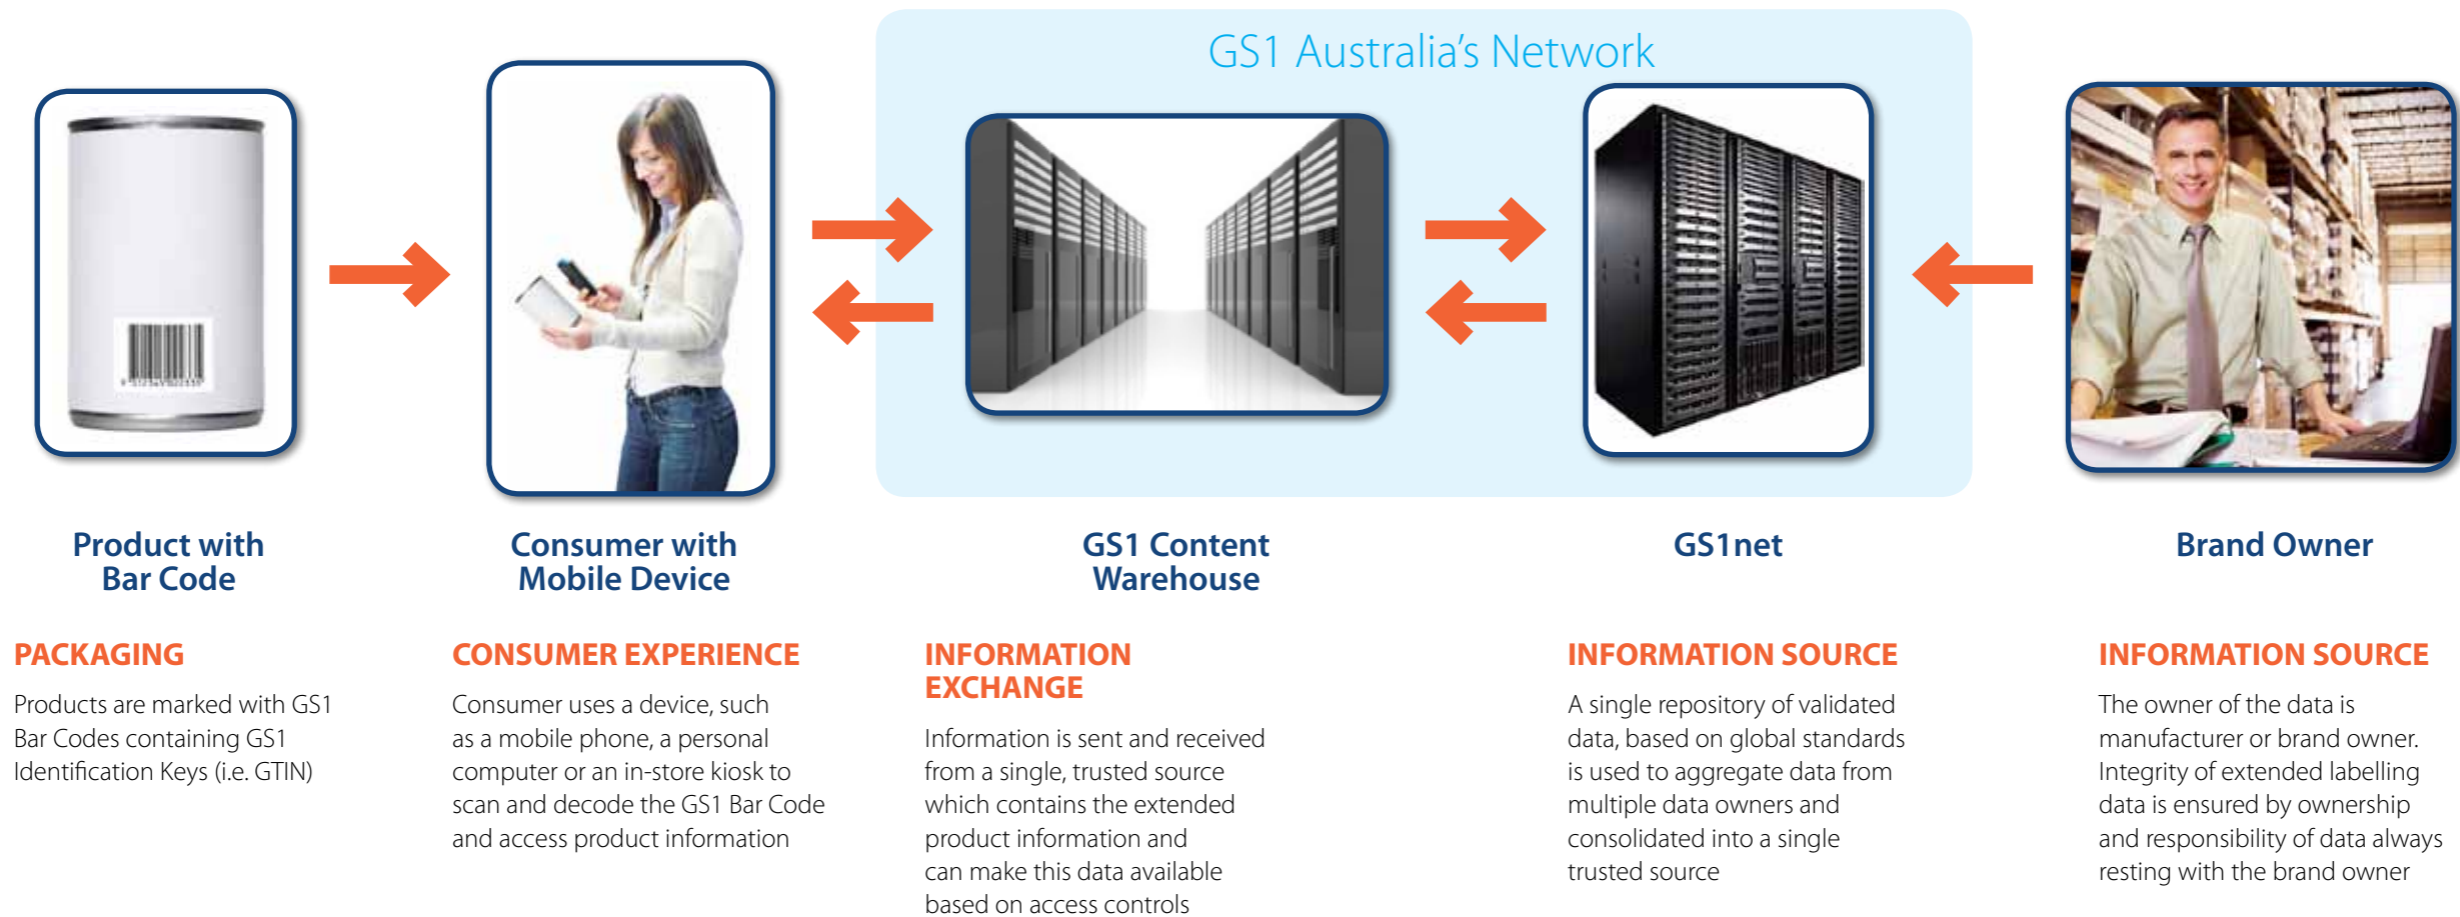 GS1 Australia's Network
Product with
Bar Code
Consumer with
Mobile Device
GS1 Content
Warehouse
GS1net
Brand Owner
PACKAGING
Products are marked with GS1
Bar Codes containing GS1
Identification Keys (i.e. GTIN)
CONSUMER EXPERIENCE
Consumer uses a device, such
as a mobile phone, a personal
computer or an in-store kiosk to
scan and decode the GS1 Bar Code
and access product information
INFORMATION
EXCHANGE
Information is sent and received
from a single, trusted source
which contains the extended
product information and
can make this data available
based on access controls
INFORMATION SOURCE
A single repository of validated
data, based on global standards
is used to aggregate data from
multiple data owners and
consolidated into a single
trusted source
INFORMATION SOURCE
The owner of the data is
manufacturer or brand owner.
Integrity of extended labelling
data is ensured by ownership
and responsibility of data always
resting with the brand owner